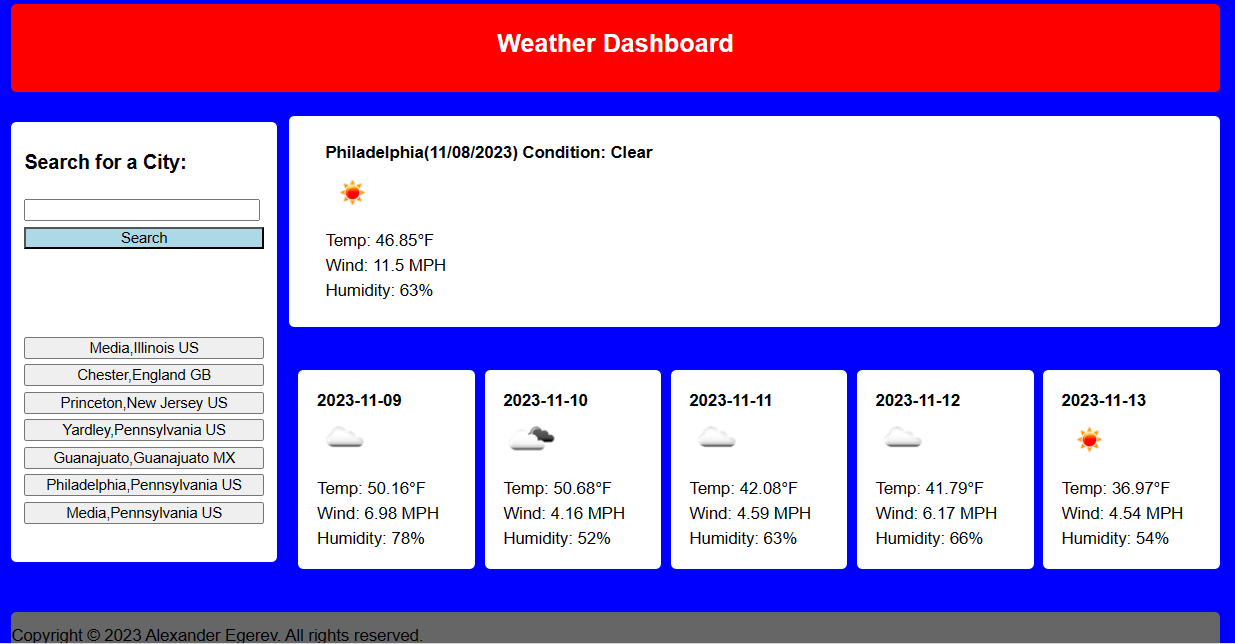 Weather Dashboard
Search for a City:
Search
Media,Illinois US
Chester,England GB
Princeton,New Jersey US
Yardley,Pennsylvania US
Guanajuato,Guanajuato MX
Philadelphia,Pennsylvania US
Media,Pennsylvania US
Philadelphia(11/08/2023) Condition: Clear
Temp: 46.85°F
Wind: 11.5 MPH
Humidity: 63%
2023-11-09
Temp: 50.16°F
Wind: 6.98 MPH
Humidity: 78%
2023-11-10
Temp: 50.68°F
Wind: 4.16 MPH
Humidity: 52%
2023-11-11
Temp: 42.08°F
Wind: 4.59 MPH
Humidity: 63%
2023-11-12
Temp: 41.79°F
Wind: 6.17 MPH
Humidity: 66%
2023-11-13
Temp: 36.97°F
Wind: 4.54 MPH
Humidity: 54%
Copyright © 2023 Alexander Egerev. All rights reserved.